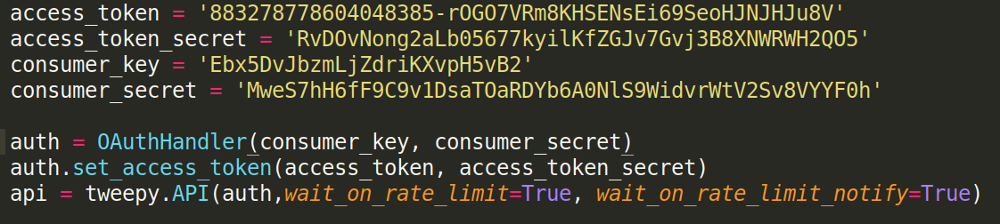 access_token = '883278778604048385-rOGO7VRm8KHSENsEi69SeoHJNJHJu8V'
access_token_secret = 'RvDOvNong2aLb05677kyilKfZGJv7Gvj3B8XNWRWH2QO5'
consumer_key = 'Ebx5DvJbzmLjZdriKXvpH5vB2'
consumer_secret = 'MweS7hH6fF9C9v1DsaTOaRDYb6A0NlS9WidvrWtV2Sv8VYYF0h'
auth = OAuthHandler(consumer_key, consumer_secret)
auth.set_access_token(access_token, access_token_secret)
api = tweepy.API(auth,wait_on_rate_limit=True, wait_on_rate_limit_notify=True)